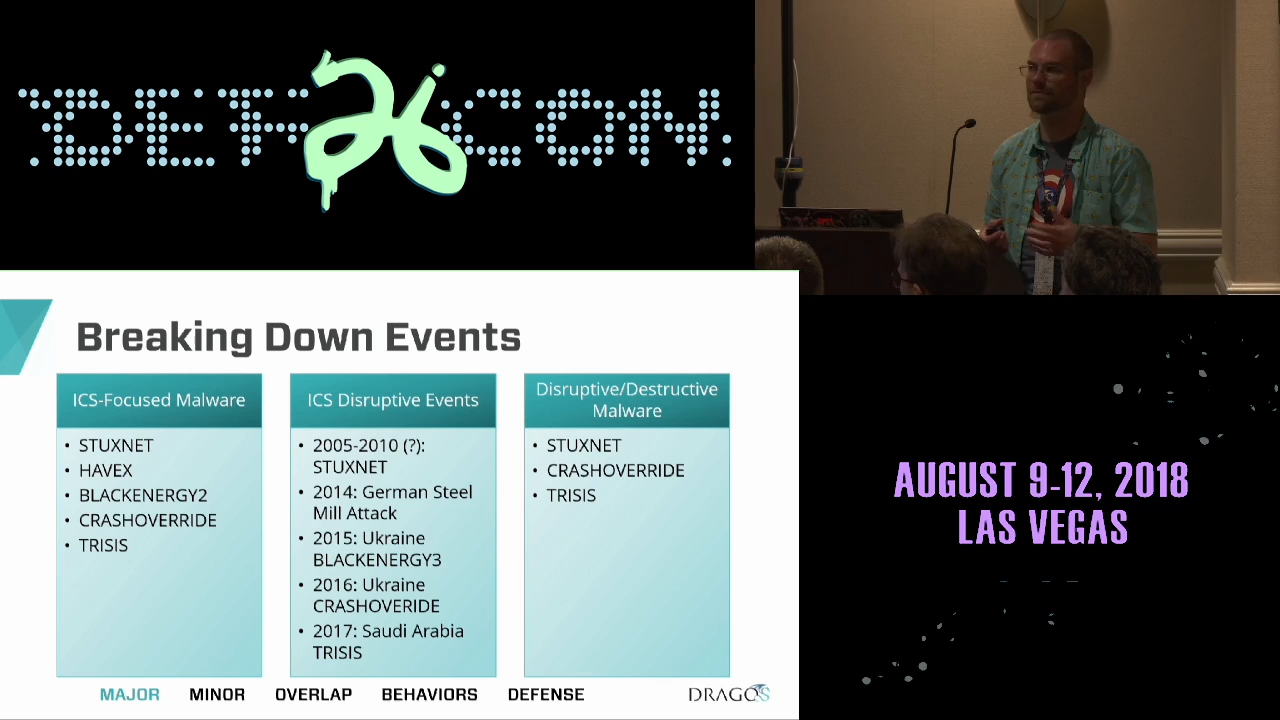 DEF 26 CON
Breaking Down Events
ICS-Focused Malware
• STUXNET
• HAVEX
• BLACKENERGY2
• CRASHOVERRIDE
• TRISIS
ICS Disruptive Events
• 2005-2010 (?):
STUXNET
• 2014: German Steel
Mill Attack
• 2015: Ukraine
BLACKENERGY3
• 2016: Ukraine
CRASHOVERIDE
• 2017: Saudi Arabia
TRISIS
Disruptive/Destructive
Malware
• STUXNET
• CRASHOVERRIDE
• TRISIS
MAJOR MINOR OVERLAP BEHAVIORS DEFENSE
DRAGOS
AUGUST 9-12, 2018
LAS VEGAS